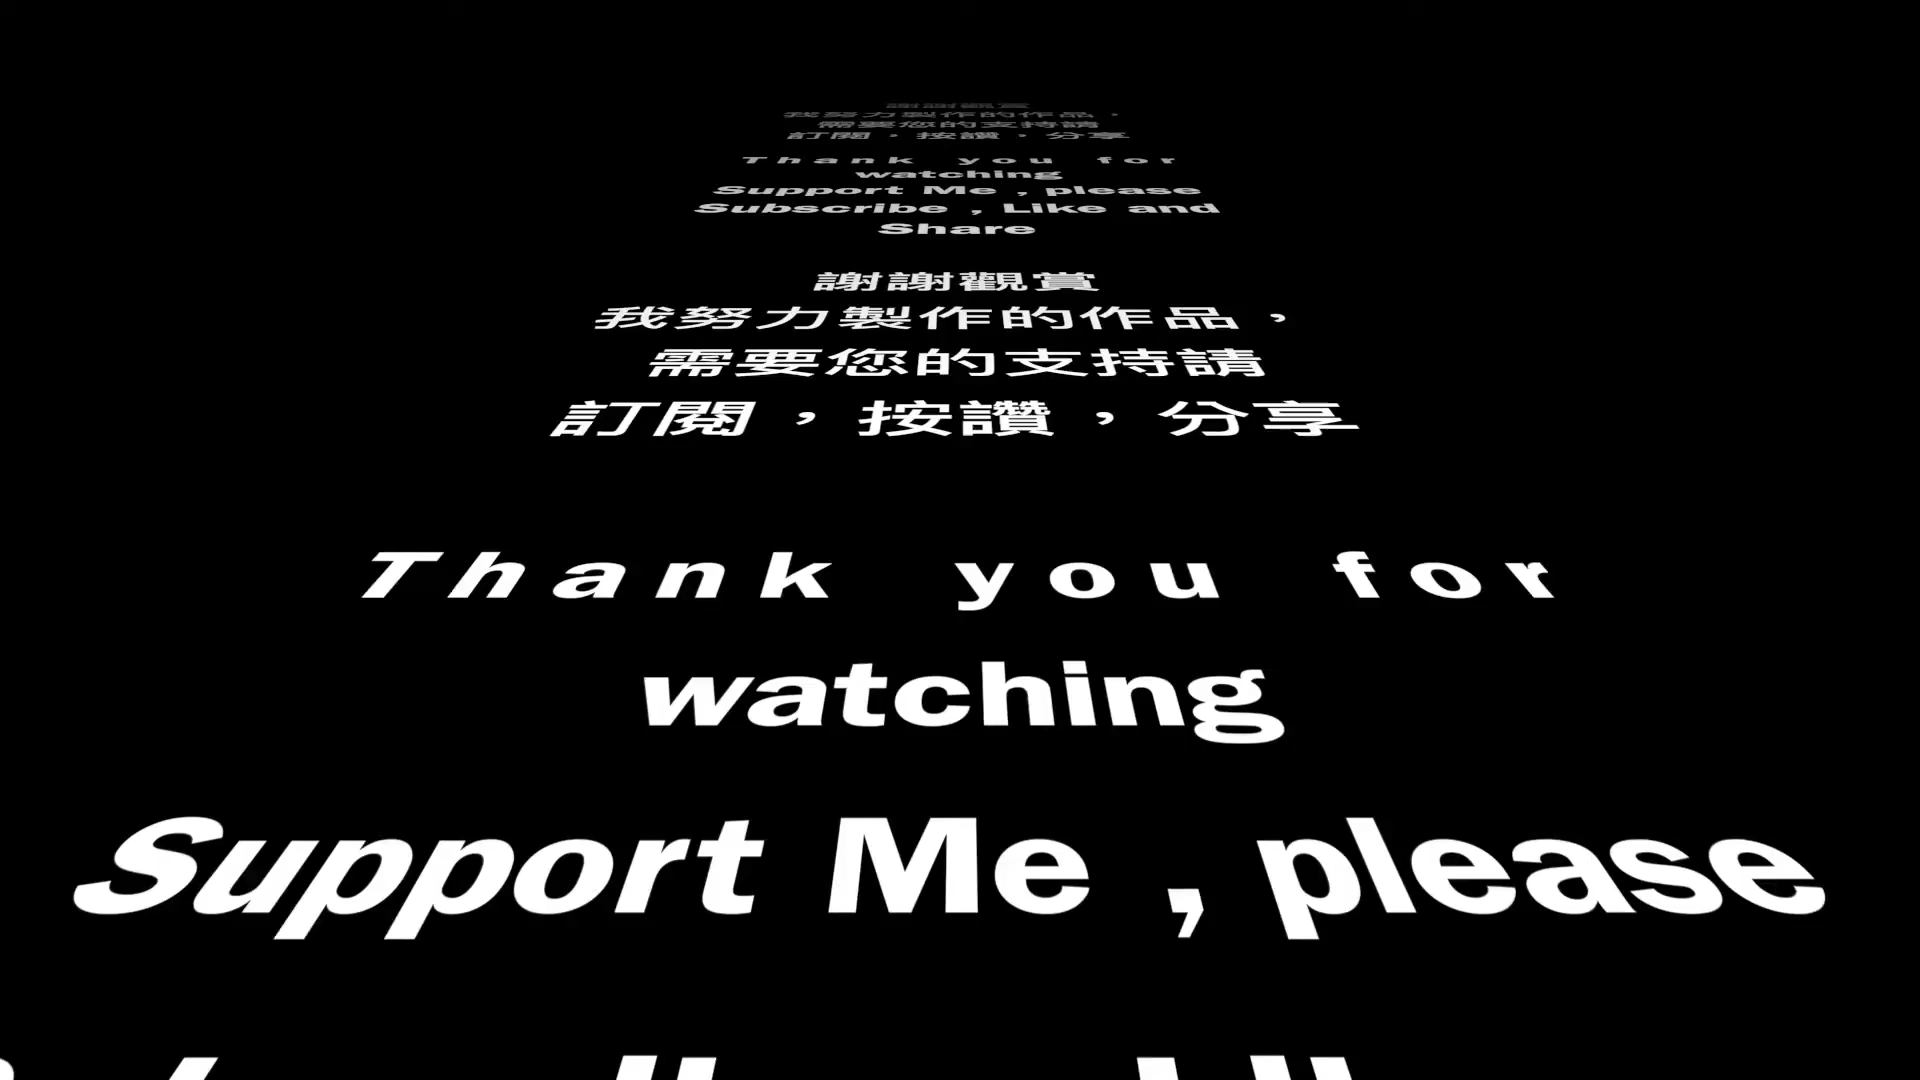 謝謝觀賞
我努力製作的作品，
需要您的支持請
訂閱，按讚，分享
Thank you for
watching
Support Me , please
Subscribe , Like and
Share
謝謝觀賞
我努力製作的作品，
需要您的支持請
訂閱，按讚，分享
Thank you for
watching
Support Me , please